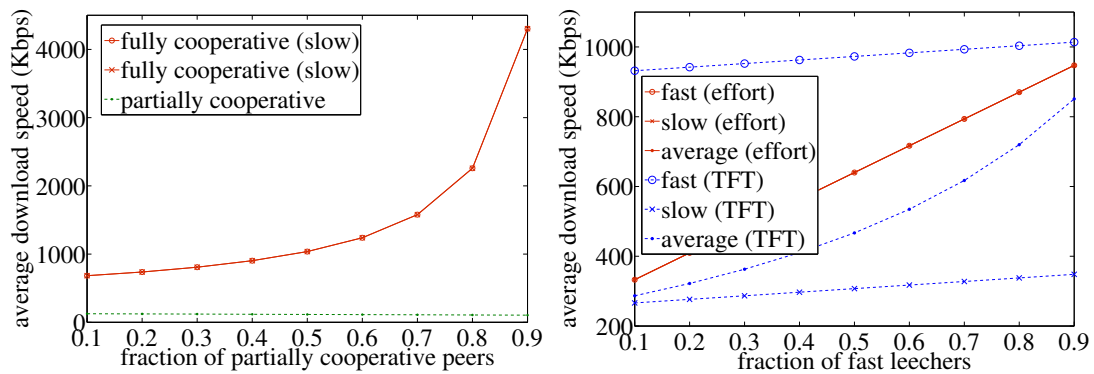 average download speed (Kbps)
4000
3000
2000
1000
0
fully cooperative (slow)
fully cooperative (slow)
partially cooperative
0.1 0.2 0.3 0.4 0.5 0.6 0.7 0.8 0.9
fraction of partially cooperative peers
average download speed (Kbps)
1000
800
600
400
200
fast (effort)
slow (effort)
average (effort)
fast (TFT)
slow (TFT)
average (TFT)
0.1 0.2 0.3 0.4 0.5 0.6 0.7 0.8 0.9
fraction of fast leechers